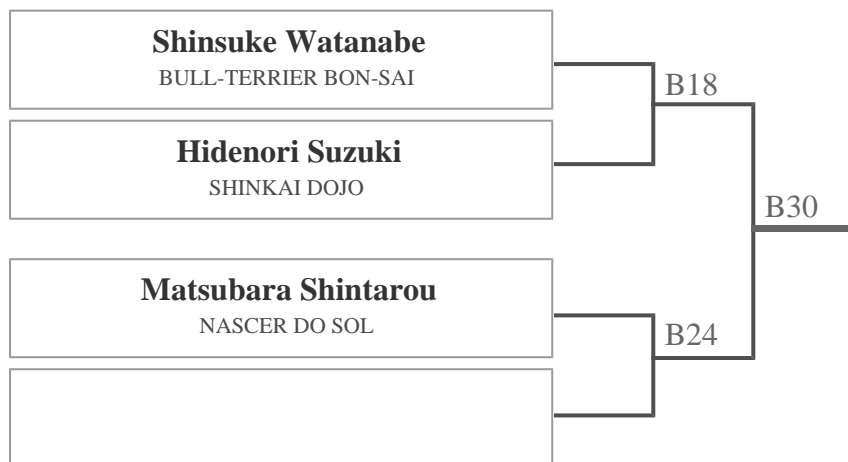 Shinsuke Watanabe
BULL-TERRIER BON-SAI
B18
Hidenori Suzuki
SHINKAI DOJO
B30
Matsubara Shintarou
NASCER DO SOL
B24